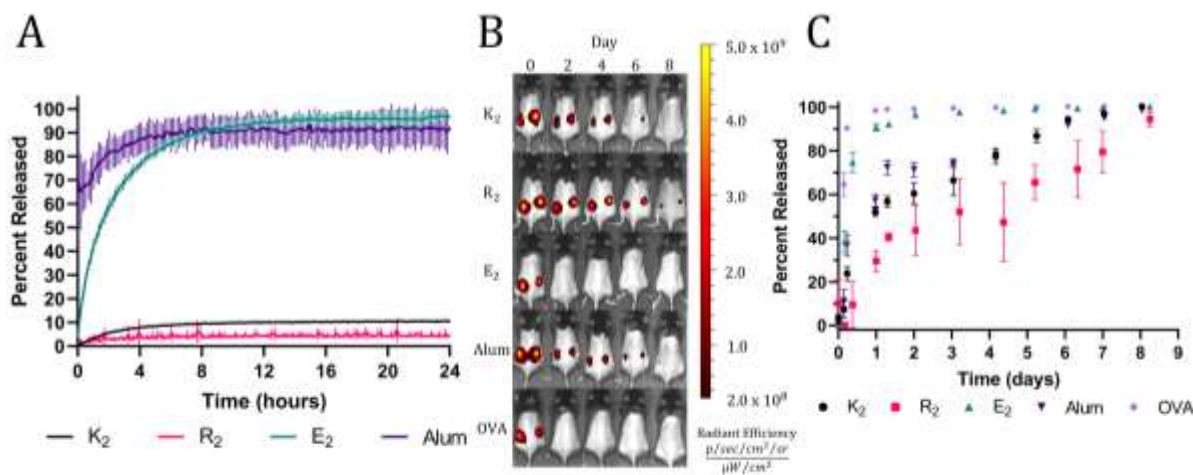 A
Percent Released
100
90
80
70
60
50
40
30
20
10
0
0 4 8 12 16 20 24
Time (hours)
K₂ R₂ E₂ Alum
B
Day
0 2 4 6 8
K₂
R₂
E₂
Alum
OVA
5.0 x 10⁹
4.0
3.0
2.0
1.0
Radiant Efficiency
p/sec/cm²/sr
μW/cm²
C
Percent Released
100
80
60
40
20
0
0 1 2 3 4 5 6 7 8 9
Time (days)
K₂ R₂ E₂ Alum OVA